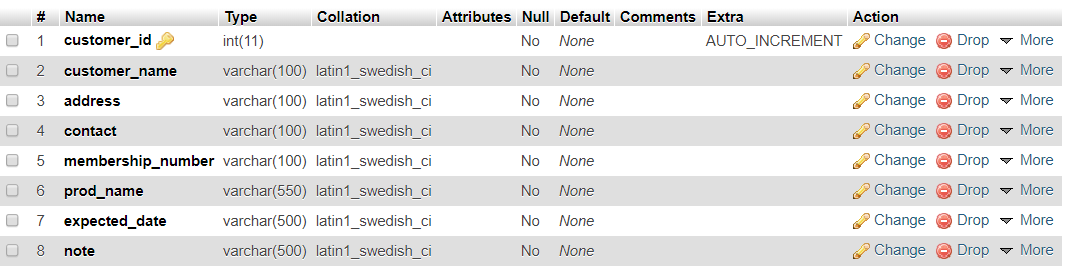 # Name Type Collation Attributes Null Default Comments Extra Action
1 customer_id int(11) No None AUTO_INCREMENT Change Drop More
2 customer_name varchar(100) latin1_swedish_ci No None Change Drop More
3 address varchar(100) latin1_swedish_ci No None Change Drop More
4 contact varchar(100) latin1_swedish_ci No None Change Drop More
5 membership_number varchar(100) latin1_swedish_ci No None Change Drop More
6 prod_name varchar(550) latin1_swedish_ci No None Change Drop More
7 expected_date varchar(500) latin1_swedish_ci No None Change Drop More
8 note varchar(500) latin1_swedish_ci No None Change Drop More